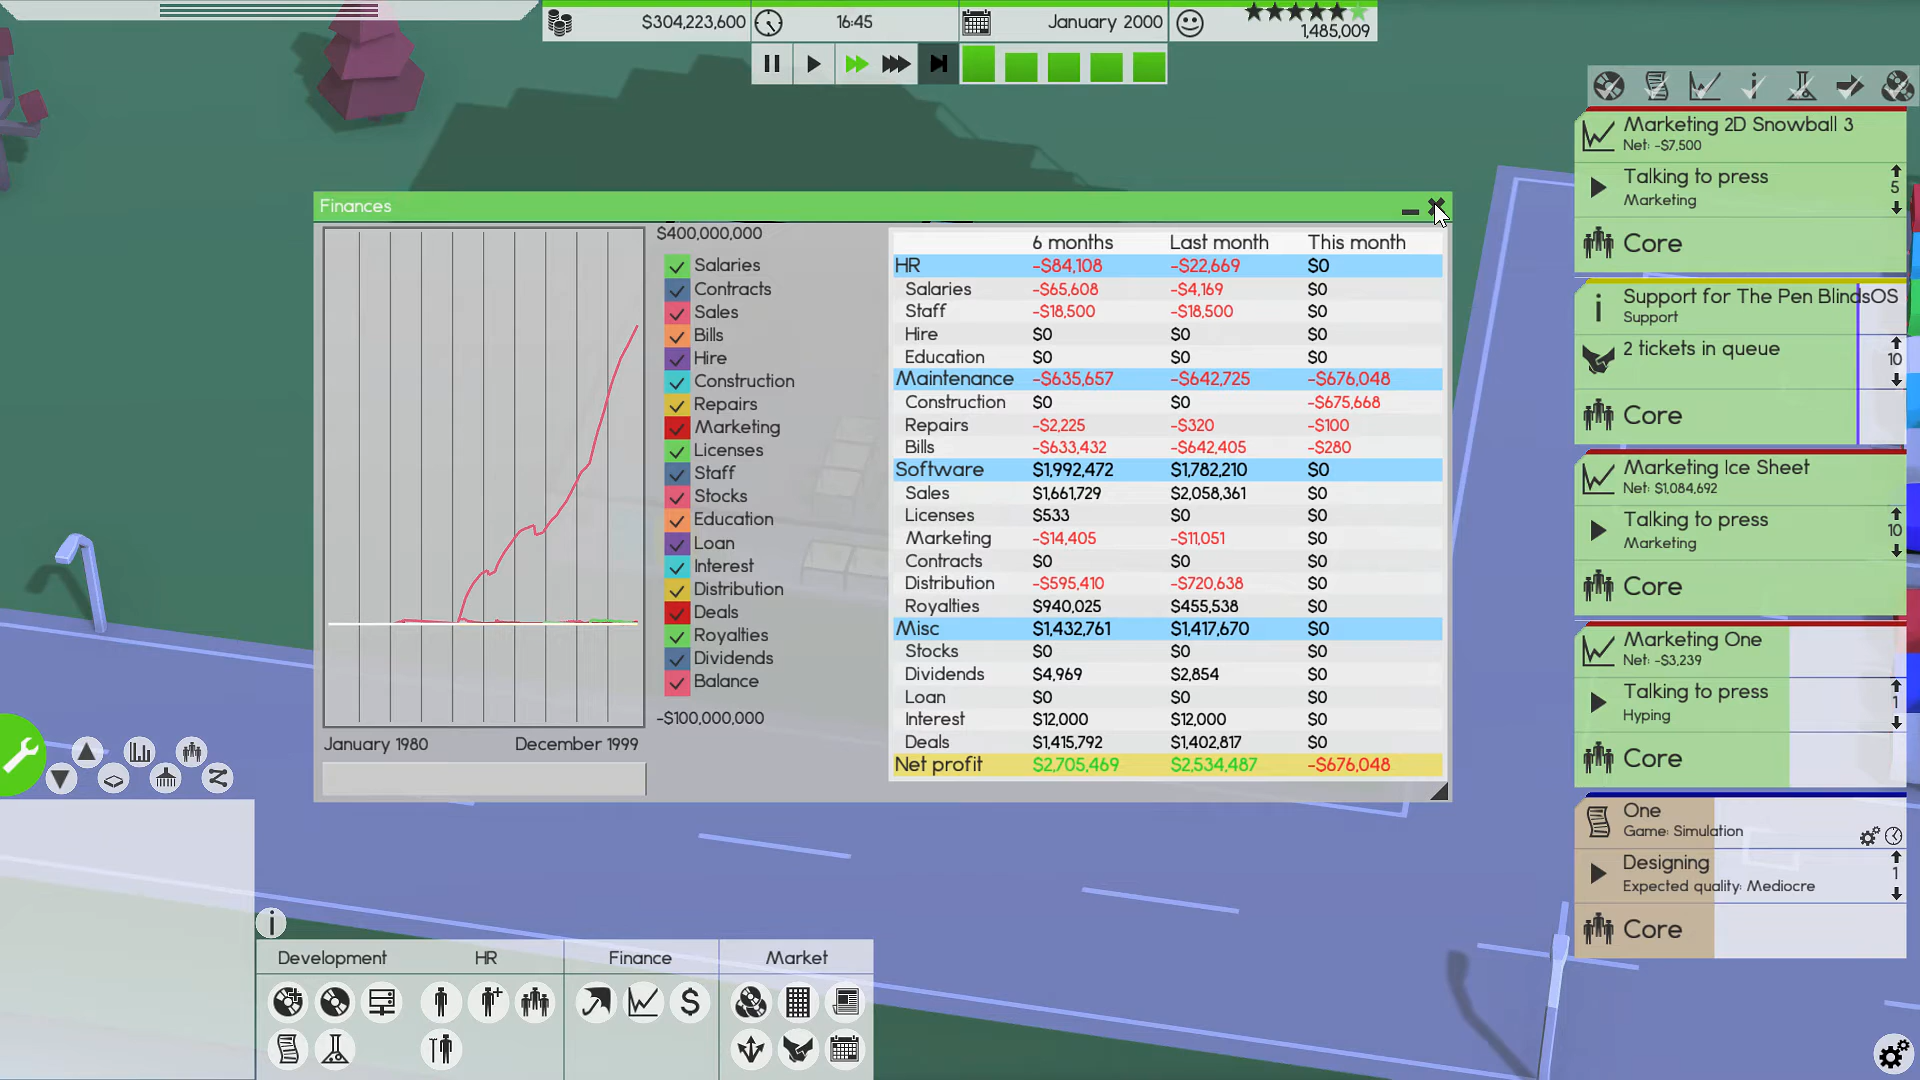 $304,223,600
16:45
January 2000
1,485,009
Finances
$400,000,000
Salaries
Contracts
Sales
Bills
Hire
Construction
Repairs
Marketing
Licenses
Staff
Stocks
Education
Loan
Interest
Distribution
Deals
Royalties
Dividends
Balance
-$100,000,000
January 1980 December 1999
6 months Last month This month
HR -$84,108 -$22,669 $0
Salaries -$65,608 -$4,169 $0
Staff -$18,500 -$18,500 $0
Hire $0 $0 $0
Education $0 $0 $0
Maintenance -$635,657 -$642,725 -$676,048
Construction $0 $0 -$675,668
Repairs -$2,225 -$320 -$100
Bills -$633,432 -$642,405 -$280
Software $1,992,472 $1,782,210 $0
Sales $1,661,729 $2,058,361 $0
Licenses $533 $0 $0
Marketing -$14,405 -$11,051 $0
Contracts $0 $0 $0
Distribution -$595,410 -$720,638 $0
Royalties $940,025 $455,538 $0
Misc $1,432,761 $1,417,670 $0
Stocks $0 $0 $0
Dividends $4,969 $2,854 $0
Loan $0 $0 $0
Interest $12,000 $12,000 $0
Deals $1,415,792 $1,402,817 $0
Net profit $2,705,469 $2,534,487 -$676,048
Marketing 2D Snowball 3
Net: -$7,500
Talking to press
Marketing
5
Core
Support for The Pen BlindsOS
Support
2 tickets in queue
10
Core
Marketing Ice Sheet
Net: $1,084,692
Talking to press
Marketing
10
Core
Marketing One
Net: -$3,239
Talking to press
Hyping
1
Core
One
Game: Simulation
Designing
Expected quality: Mediocre
1
Core
Development HR Finance Market